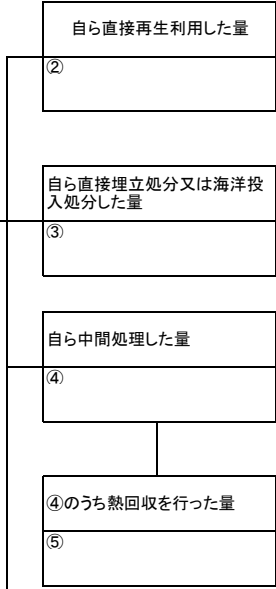 自ら直接再生利用した量
②
自ら直接埋立処分又は海洋投
入処分した量
③
自ら中間処理した量
④
④のうち熱回収を行った量
⑤